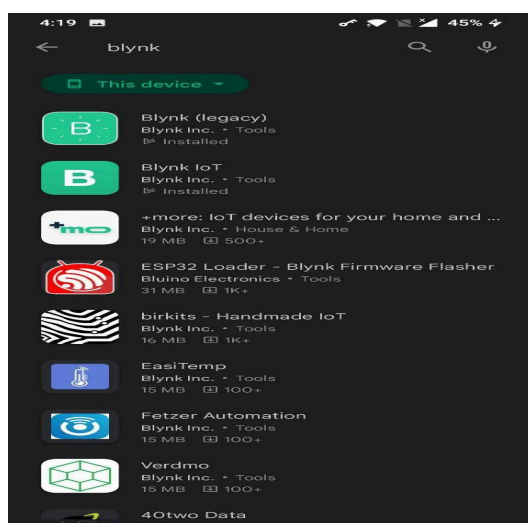 4:19
45%
blynk
This device
B
Blynk (legacy)
Blynk Inc. • Tools
Installed
B
Blynk IoT
Blynk Inc. • Tools
Installed
+mo
+more: IoT devices for your home and ...
Blynk Inc. • House & Home
19 MB 500+
ESP32 Loader - Blynk Firmware Flasher
Bluino Electronics • Tools
31 MB 1K+
birkits - Handmade IoT
Blynk Inc. • Tools
16 MB 1K+
EasiTemp
Blynk Inc. • Tools
15 MB 100+
Fetzer Automation
Blynk Inc. • Tools
15 MB 100+
Verdmo
Blynk Inc. • Tools
15 MB 100+
40two Data